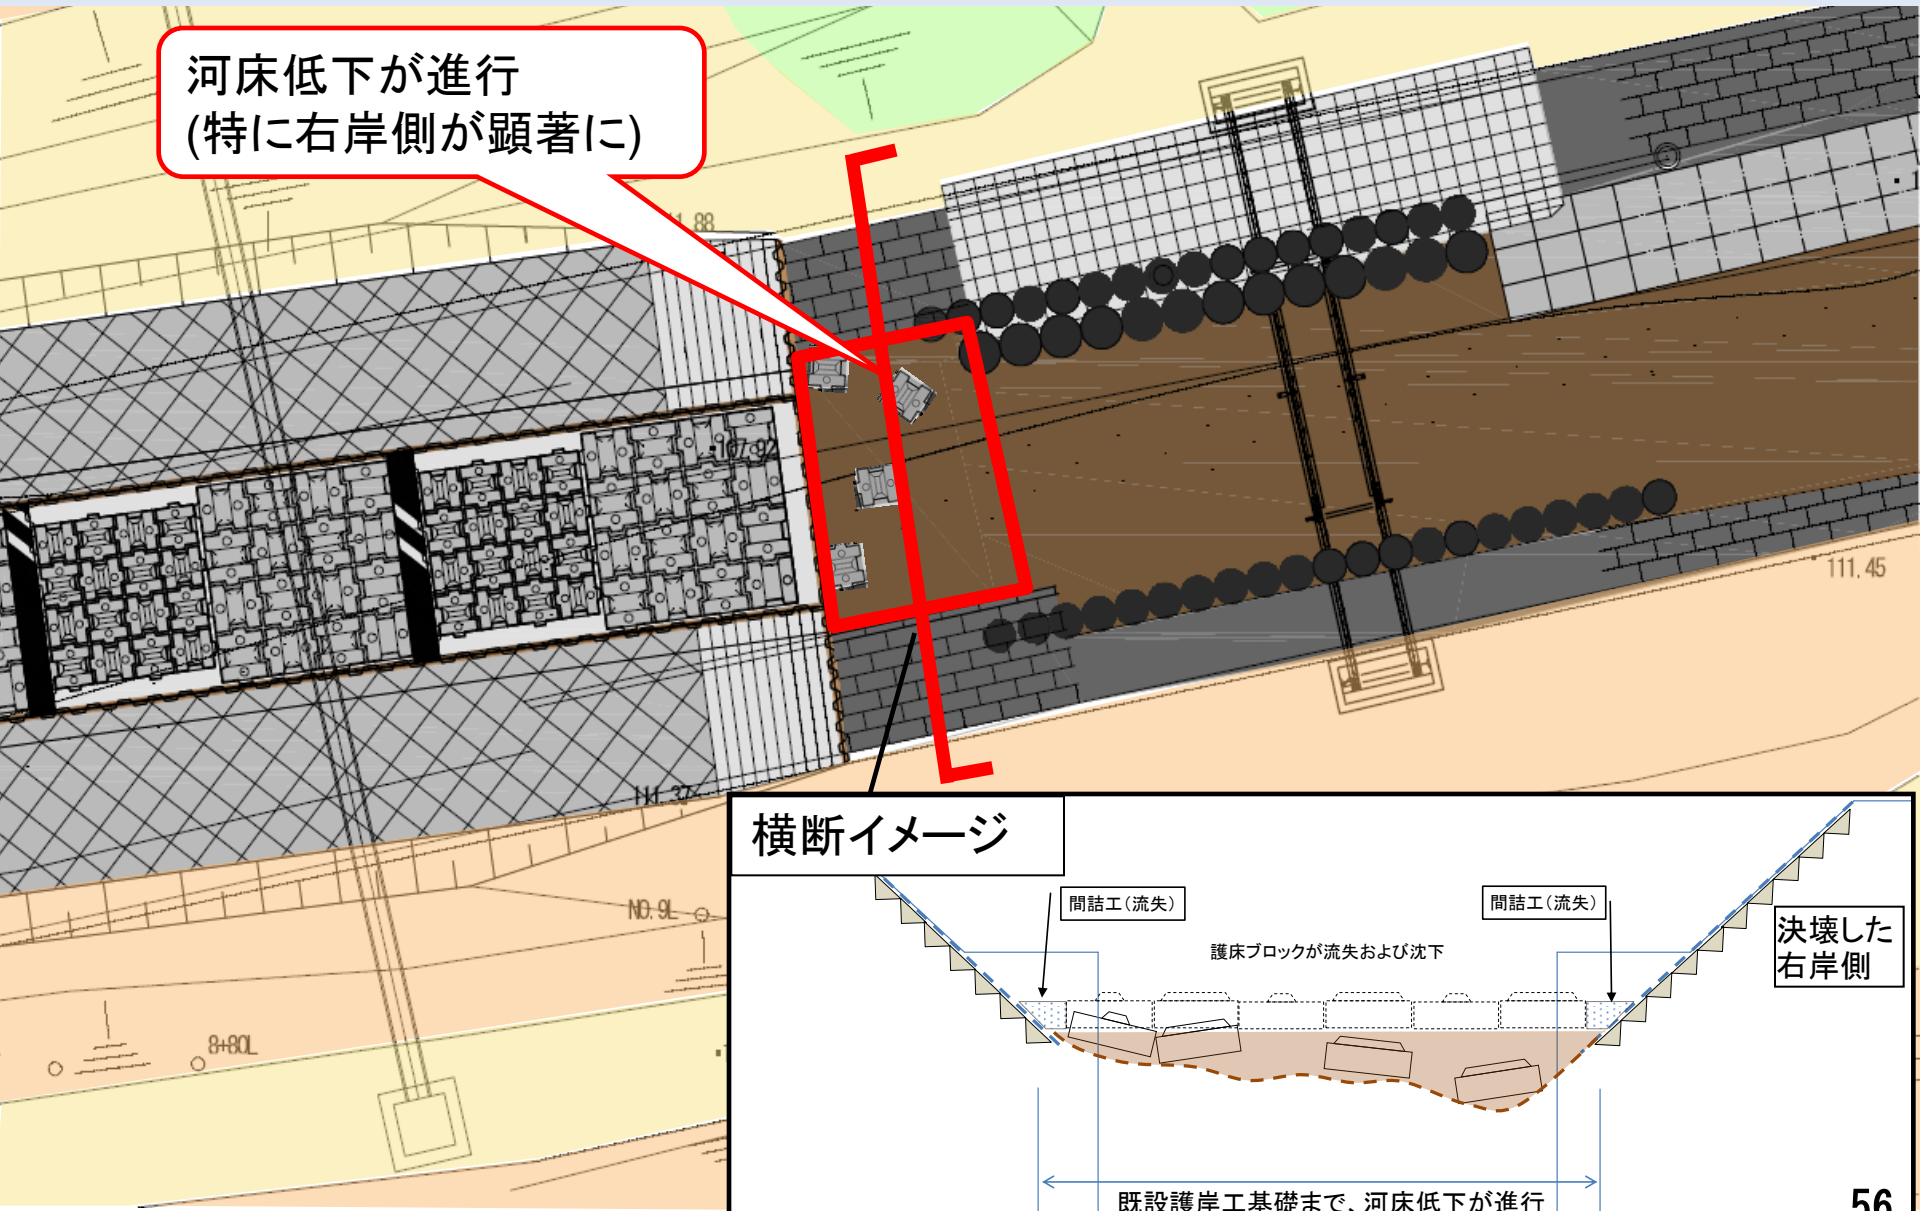 河床低下が進行
(特に右岸側が顕著に)
107.92
111.45
111.37
NO.9L
8+80L
横断イメージ
間詰工(流失)
間詰工(流失)
護床ブロックが流失および沈下
決壊した
右岸側
既設護岸工基礎まで、河床低下が進行
56